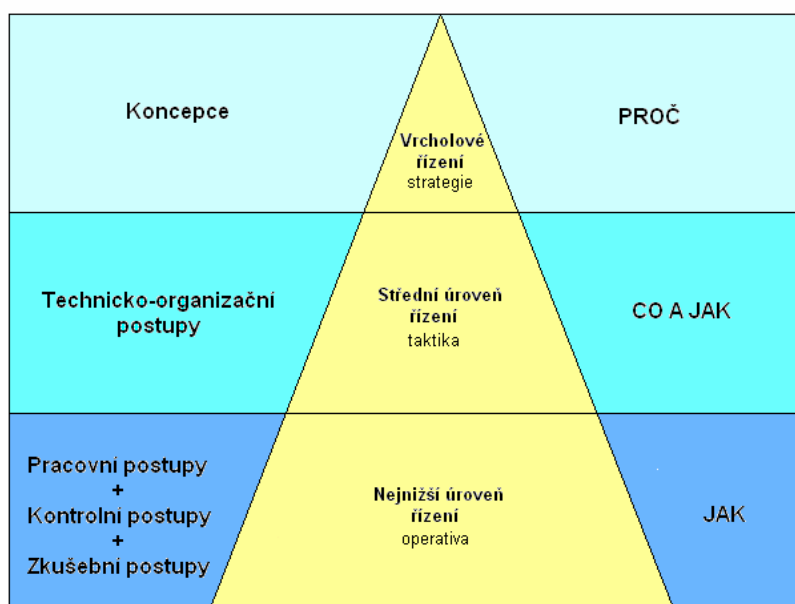 Koncepce
Vrcholové
řízení
strategie
PROČ
Technicko-organizační
postupy
Střední úroveň
řízení
taktika
CO A JAK
Pracovní postupy
+
Kontrolní postupy
+
Zkušební postupy
Nejnižší úroveň
řízení
operativa
JAK